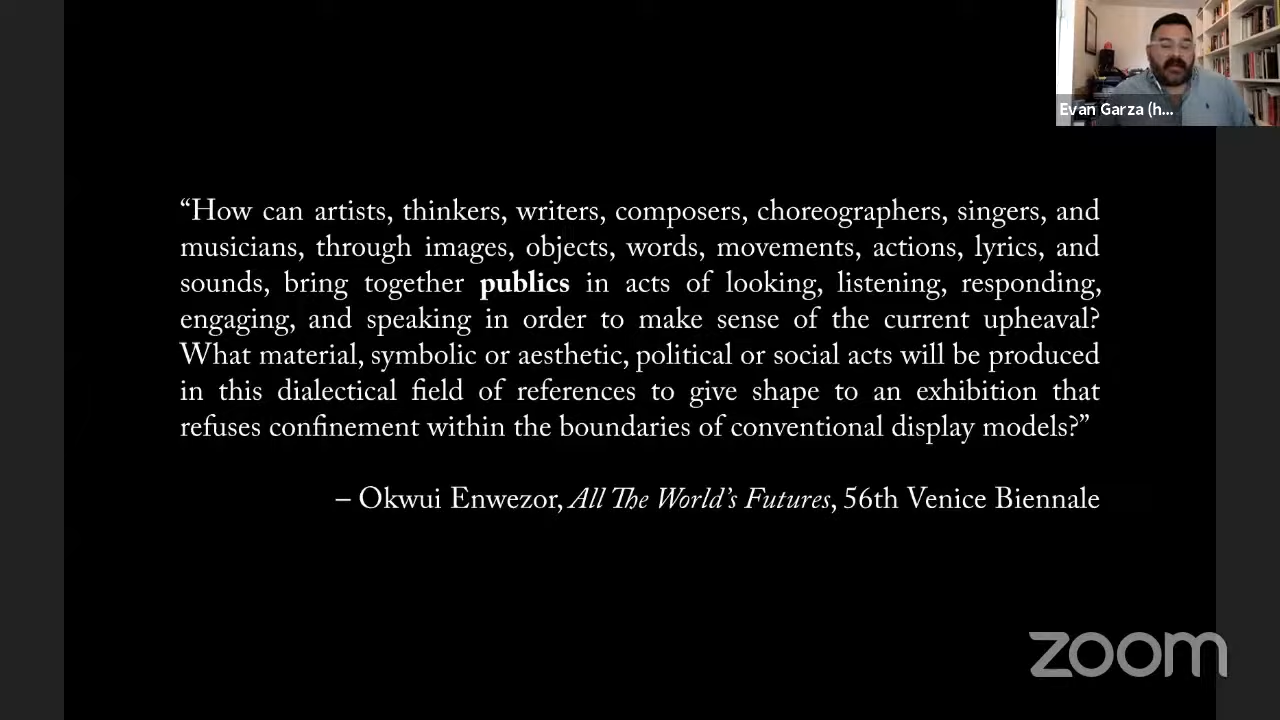 Evan Garza (h...
“How can artists, thinkers, writers, composers, choreographers, singers, and
musicians, through images, objects, words, movements, actions, lyrics, and
sounds, bring together publics in acts of looking, listening, responding,
engaging, and speaking in order to make sense of the current upheaval?
What material, symbolic or aesthetic, political or social acts will be produced
in this dialectical field of references to give shape to an exhibition that
refuses confinement within the boundaries of conventional display models?”
– Okwui Enwezor, All The World’s Futures, 56th Venice Biennale
zoom